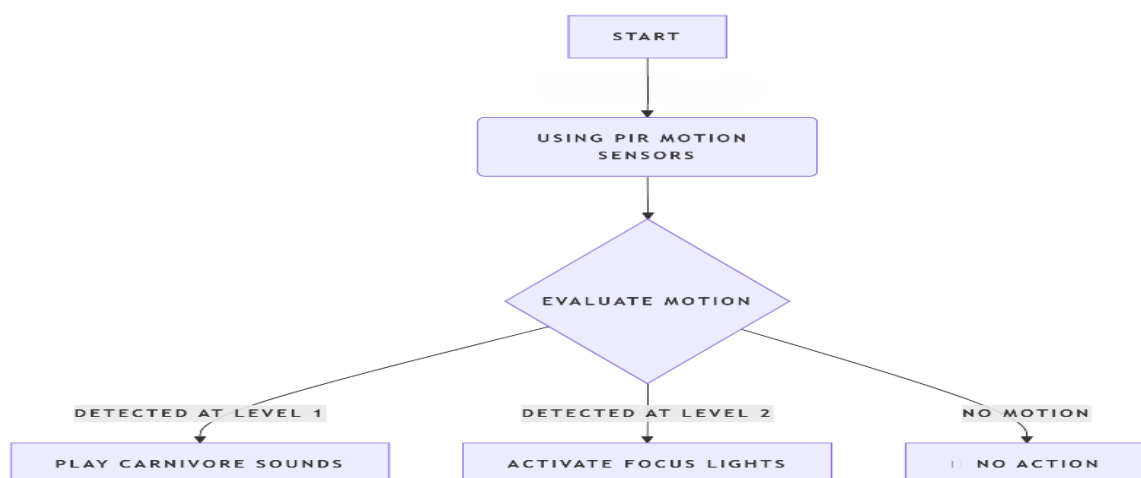 START
USING PIR MOTION
SENSORS
EVALUATE MOTION
DETECTED AT LEVEL 1
DETECTED AT LEVEL 2
NO MOTION
PLAY CARNIVORE SOUNDS
ACTIVATE FOCUS LIGHTS
NO ACTION